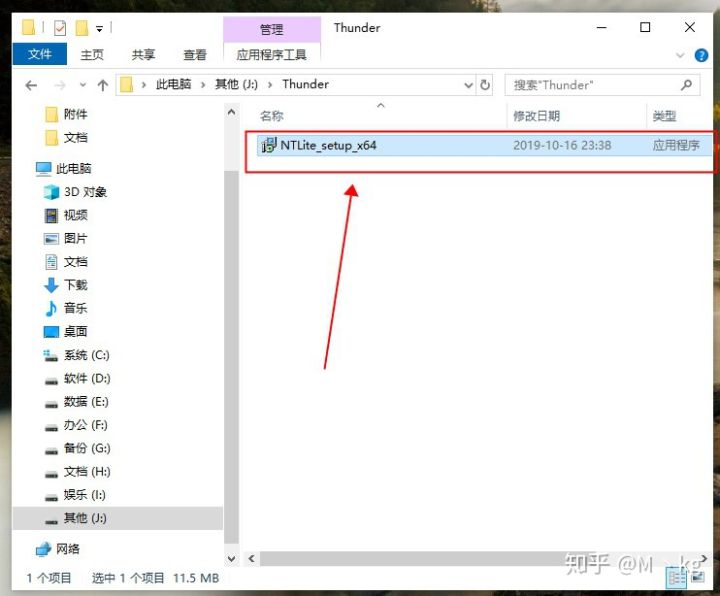 管理
Thunder
文件
主页
共享
查看
应用程序工具
此电脑 > 其他 (J:) > Thunder
搜索"Thunder"
名称
修改日期
类型
NTLite_setup_x64
2019-10-16 23:38
应用程序
附件
文档
此电脑
3D 对象
视频
图片
文档
下载
音乐
桌面
系统 (C:)
软件 (D:)
数据 (E:)
办公 (F:)
备份 (G:)
文档 (H:)
娱乐 (I:)
其他 (J:)
网络
1 个项目
选中 1 个项目 11.5 MB
知乎